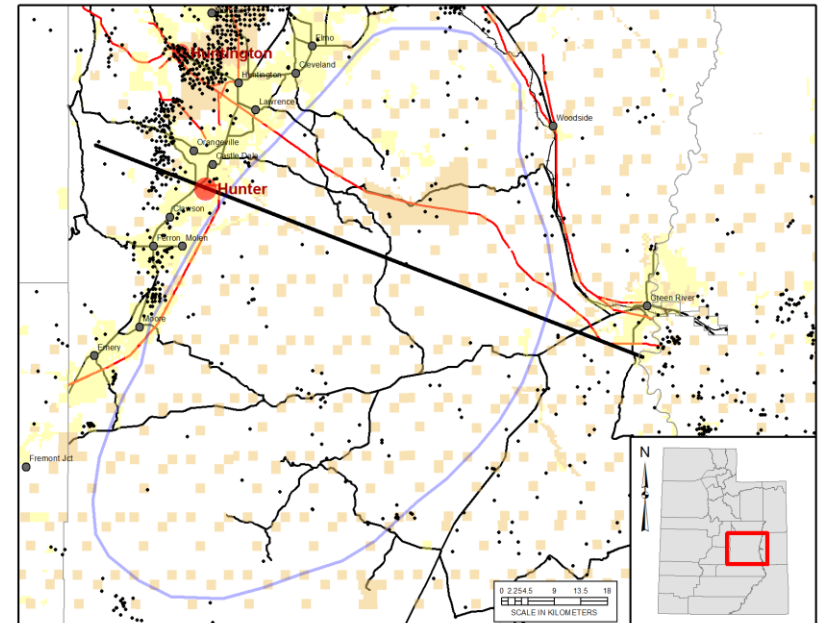 Elmo
Huntington
Cleveland
Huntington
Lawrence
Woodside
Orangeville
Castle Dale
Hunter
Clawson
Ferron Molen
Green River
Moore
Emery
Fremont Jct
N
0 2.254.5 9 13.5 18
SCALE IN KILOMETERS